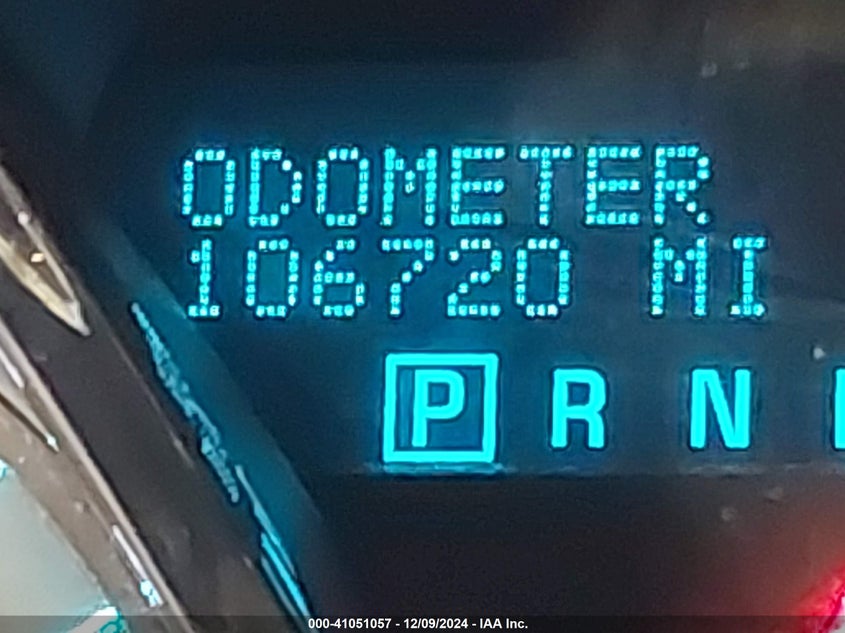 ODOMETER
106720 MI
P R N
000-41051057 - 12/09/2024 - IAA Inc.